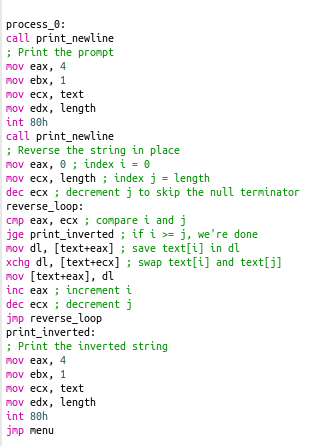 process_0:
call print_newline
; Print the prompt
mov eax, 4
mov ebx, 1
mov ecx, text
mov edx, length
int 80h
call print_newline
; Reverse the string in place
mov eax, 0 ; index i = 0
mov ecx, length ; index j = length
dec ecx ; decrement j to skip the null terminator
reverse_loop:
cmp eax, ecx ; compare i and j
jge print_inverted ; if i >= j, we're done
mov dl, [text+eax] ; save text[i] in dl
xchg dl, [text+ecx] ; swap text[i] and text[j]
mov [text+eax], dl
inc eax ; increment i
dec ecx ; decrement j
jmp reverse_loop
print_inverted:
; Print the inverted string
mov eax, 4
mov ebx, 1
mov ecx, text
mov edx, length
int 80h
jmp menu